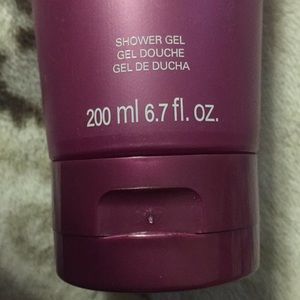 SHOWER GEL
GEL DOUCHE
GEL DE DUCHA
200 ml 6.7 fl. oz.